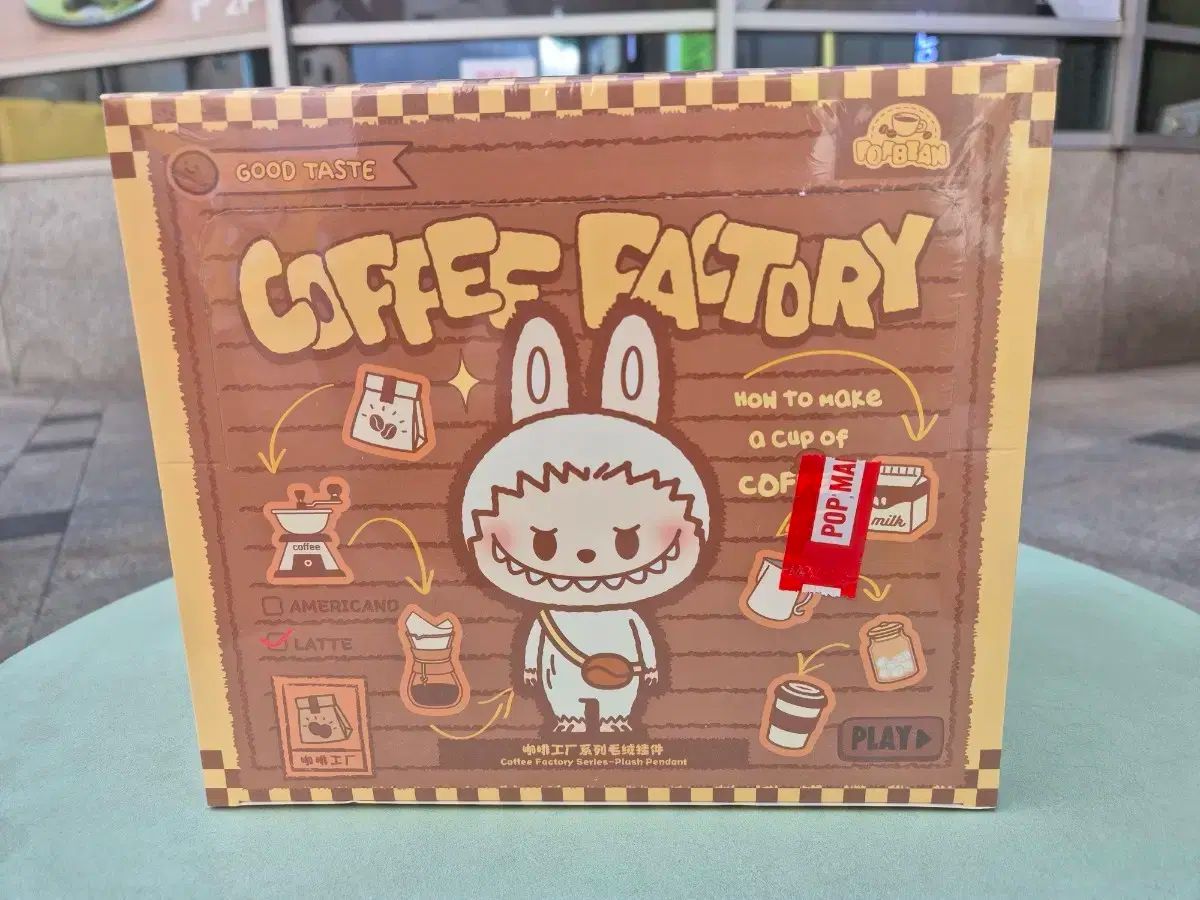 GOOD TASTE
POPBEAN
COFFEE FACTORY
HOW TO MAKE
A CUP OF
COF
POP MA
milk
coffee
AMERICANO
LATTE
咖啡工厂
PLAY
咖啡工厂系列毛绒挂件
Coffee Factory Series-Plush Pendant